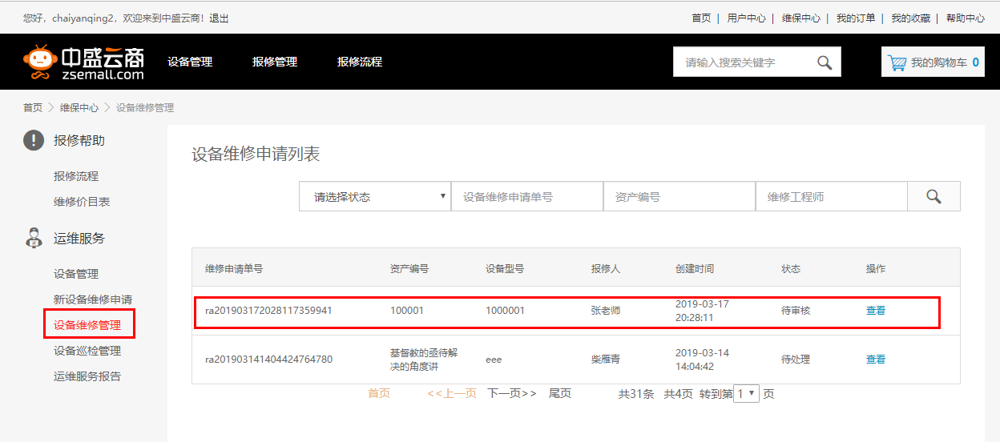 您好，chaiyanqing2，欢迎来到中盛云商！退出
首页 | 用户中心 | 维保中心 | 我的订单 | 我的收藏 | 帮助中心
中盛云商
zsemall.com
设备管理 报修管理 报修流程
请输入搜索关键字
我的购物车 0
首页 > 维保中心 > 设备维修管理
报修帮助
报修流程
维修价目表
运维服务
设备管理
新设备维修申请
设备维修管理
设备巡检管理
运维服务报告
设备维修申请列表
请选择状态 设备维修申请单号 资产编号 维修工程师
维修申请单号 资产编号 设备型号 报修人 创建时间 状态 操作
ra201903172028117359941 100001 1000001 张老师 2019-03-17 20:28:11 待审核 查看
ra201903141404424764780 基督教的亟待解决的角度讲 eee 柴雁青 2019-03-14 14:04:42 待处理 查看
首页 <<上一页 下一页>> 尾页 共31条 共4页 转到第 1 页